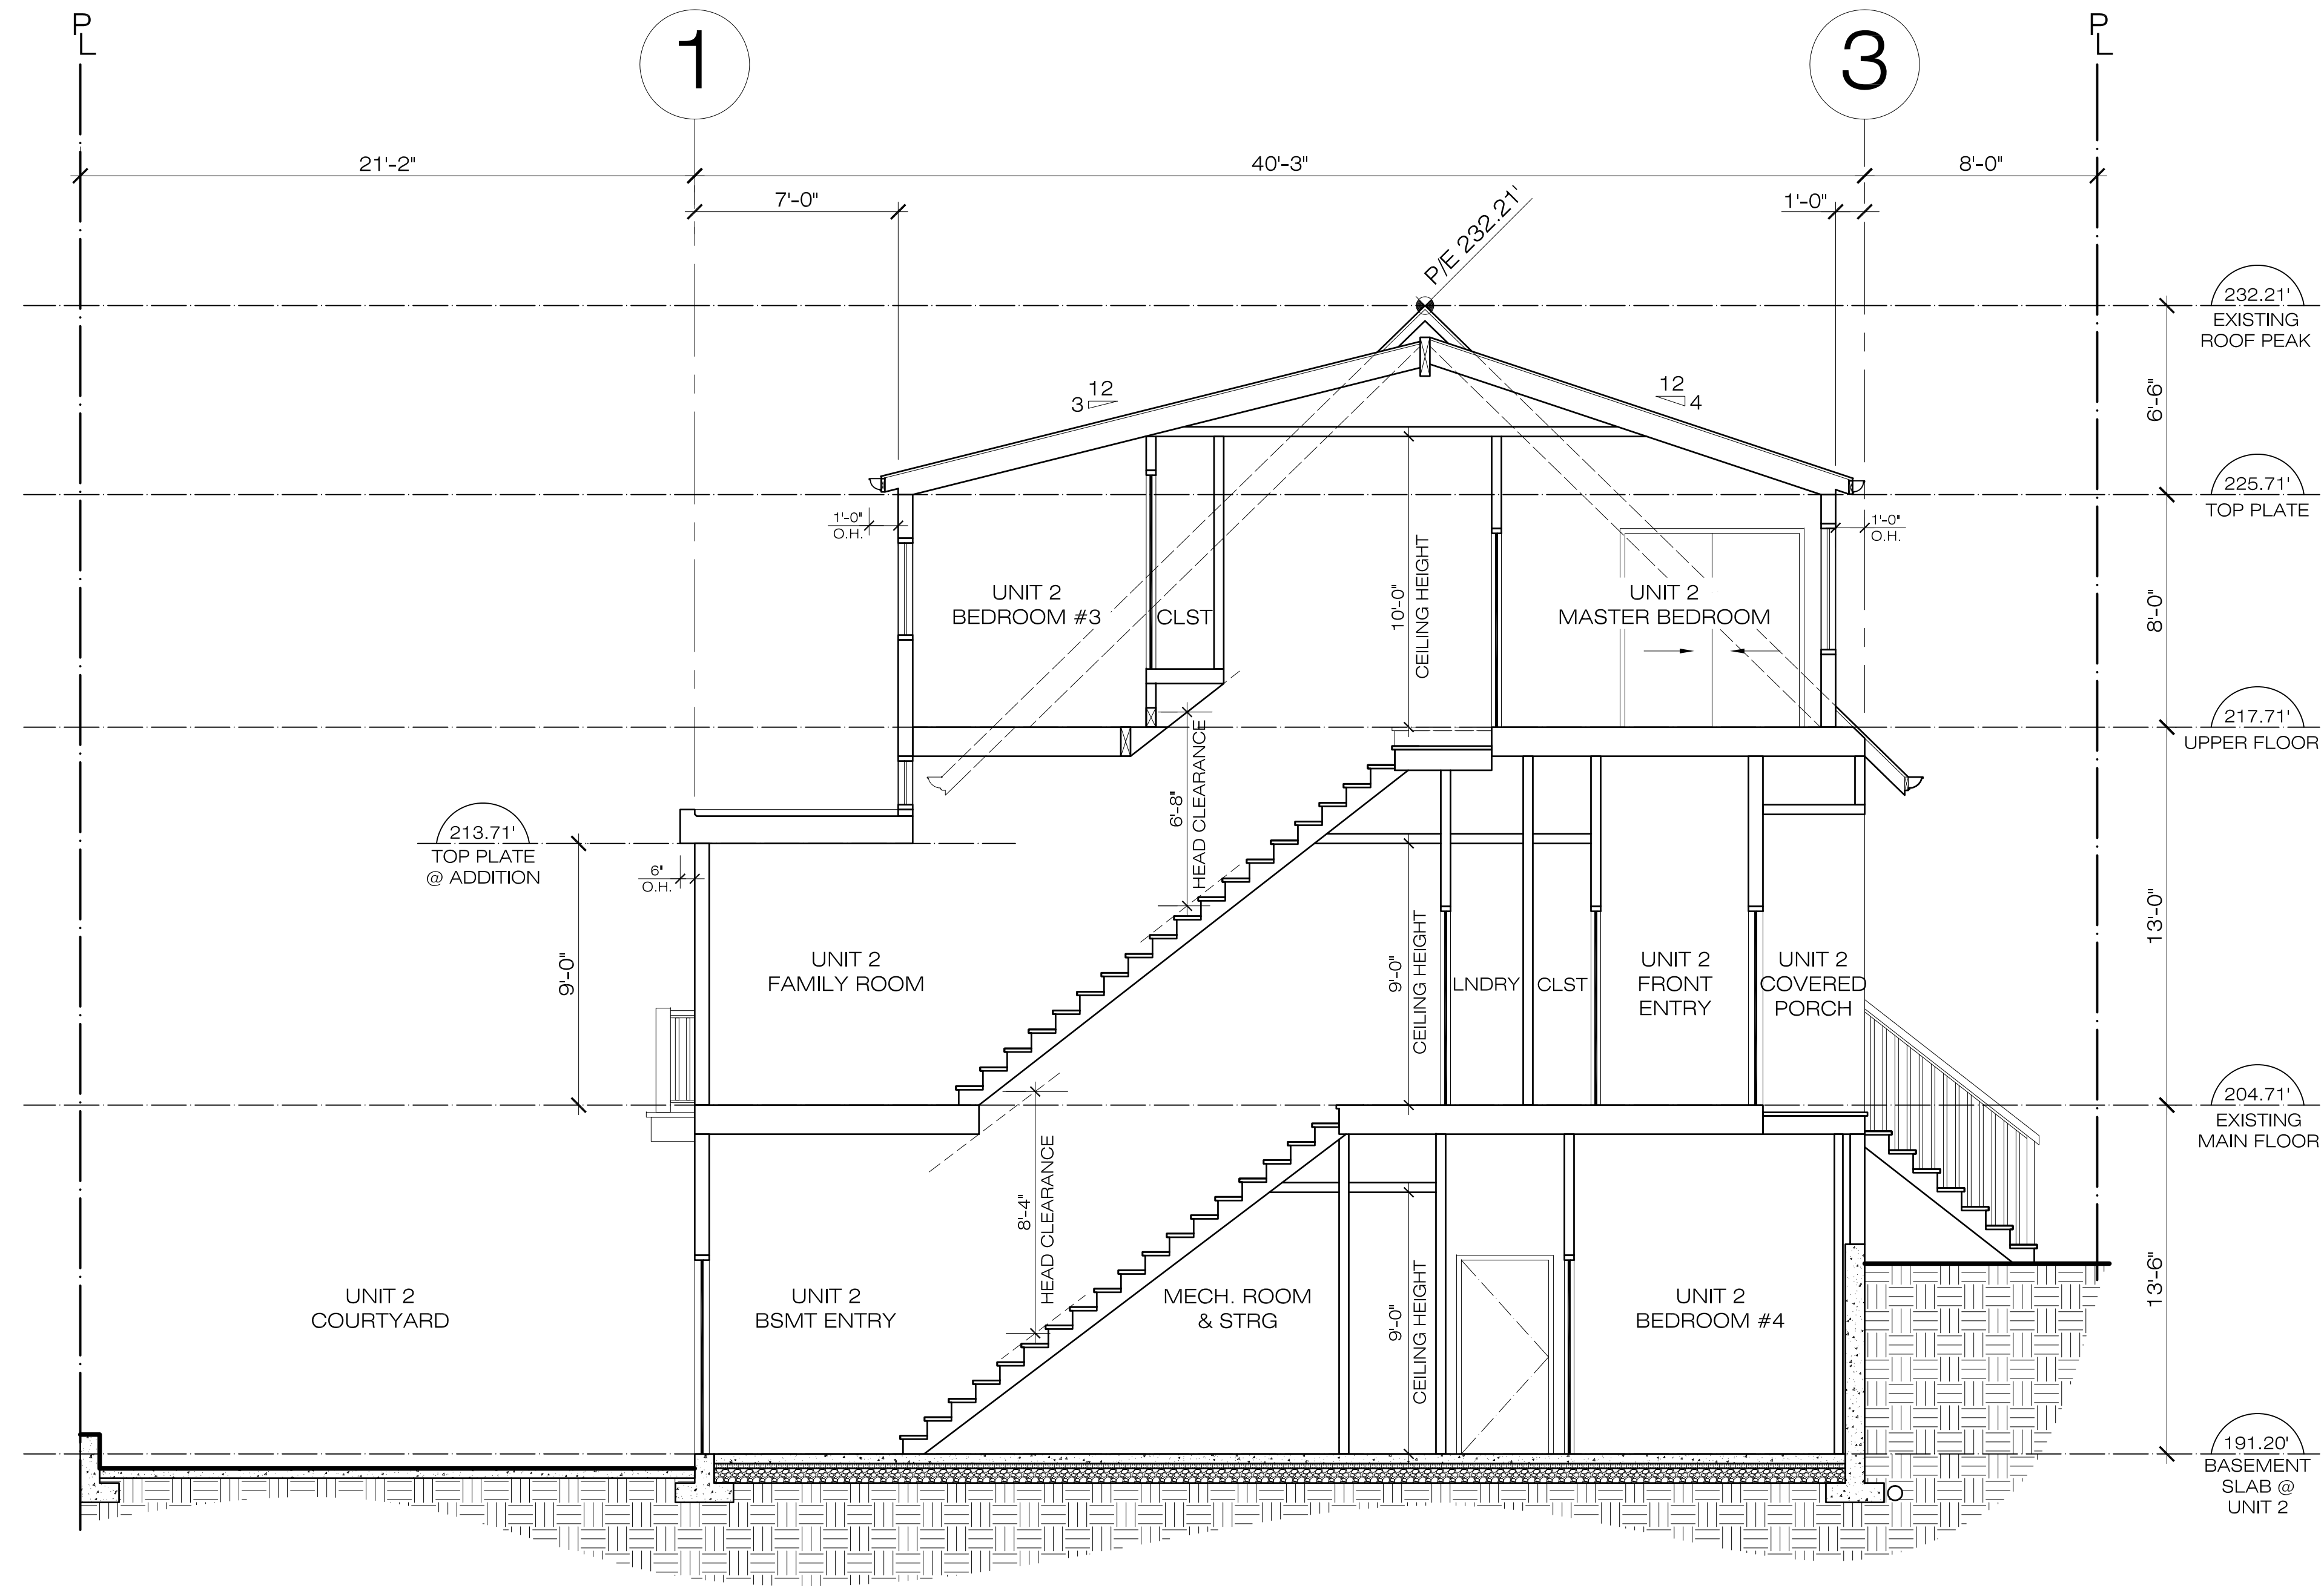 P
L
1
3
P
L
21'-2"
40'-3"
8'-0"
7'-0"
1'-0"
P/E 232.21'
232.21'
EXISTING
ROOF PEAK
12
3
12
4
6'-6"
225.71'
TOP PLATE
1'-0"
O.H.
1'-0"
O.H.
UNIT 2
BEDROOM #3
CLST
10'-0"
CEILING HEIGHT
UNIT 2
MASTER BEDROOM
8'-0"
217.71'
UPPER FLOOR
6'-8"
HEAD CLEARANCE
213.71'
TOP PLATE
@ ADDITION
6"
O.H.
9'-0"
UNIT 2
FAMILY ROOM
9'-0"
CEILING HEIGHT
LNDRY
CLST
UNIT 2
FRONT
ENTRY
UNIT 2
COVERED
PORCH
13'-0"
204.71'
EXISTING
MAIN FLOOR
8'-4"
HEAD CLEARANCE
UNIT 2
COURTYARD
UNIT 2
BSMT ENTRY
MECH. ROOM
& STRG
9'-0"
CEILING HEIGHT
UNIT 2
BEDROOM #4
13'-6"
191.20'
BASEMENT
SLAB @
UNIT 2